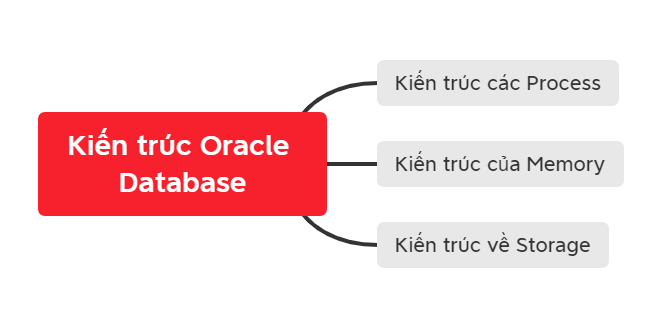 Kiến trúc Oracle
Database
Kiến trúc các Process
Kiến trúc của Memory
Kiến trúc về Storage